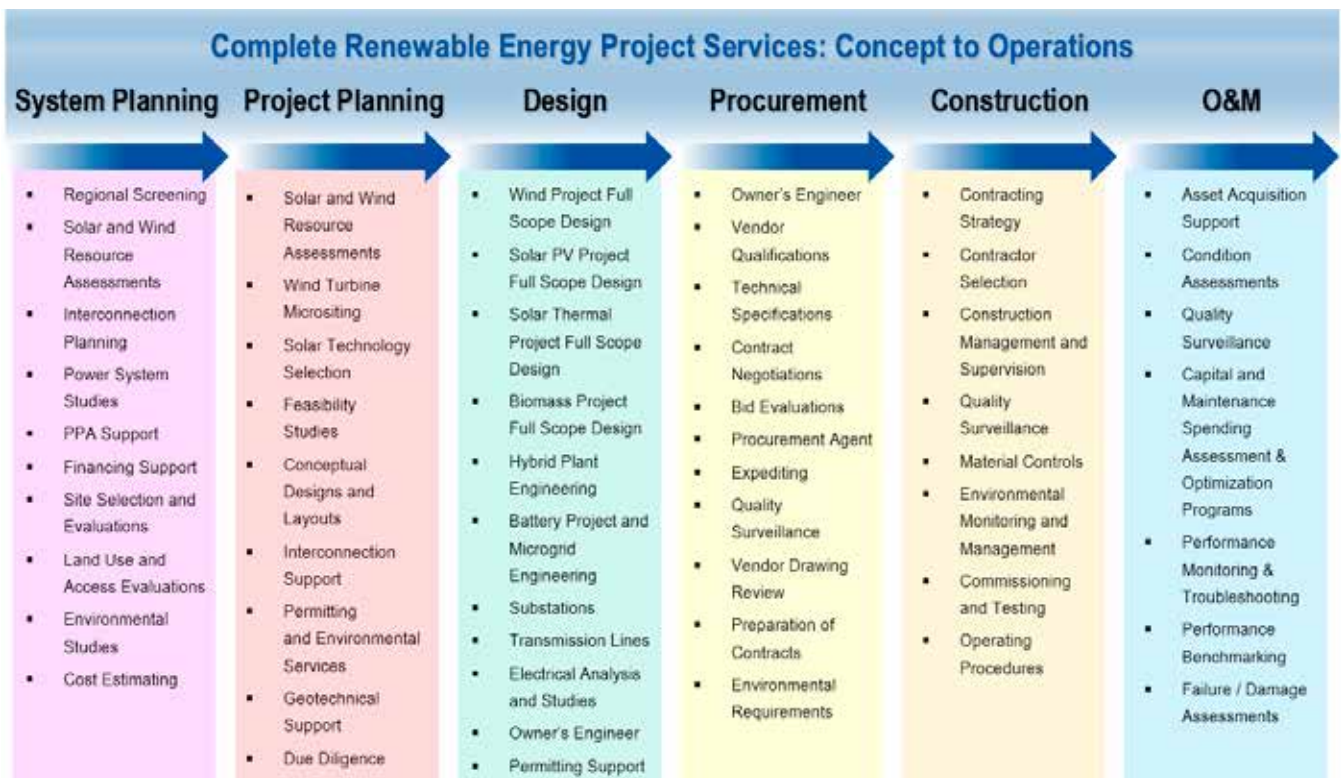 Complete Renewable Energy Project Services: Concept to Operations
System Planning
▪ Regional Screening
▪ Solar and Wind
Resource
Assessments
▪ Interconnection
Planning
▪ Power System
Studies
▪ PPA Support
▪ Financing Support
▪ Site Selection and
Evaluations
▪ Land Use and
Access Evaluations
▪ Environmental
Studies
▪ Cost Estimating
Project Planning
▪ Solar and Wind
Resource
Assessments
▪ Wind Turbine
Micrositing
▪ Solar Technology
Selection
▪ Feasibility
Studies
▪ Conceptual
Designs and
Layouts
▪ Interconnection
Support
▪ Permitting
and Environmental
Services
▪ Geotechnical
Support
▪ Due Diligence
Design
▪ Wind Project Full
Scope Design
▪ Solar PV Project
Full Scope Design
▪ Solar Thermal
Project Full Scope
Design
▪ Biomass Project
Full Scope Design
▪ Hybrid Plant
Engineering
▪ Battery Project and
Microgrid
Engineering
▪ Substations
▪ Transmission Lines
▪ Electrical Analysis
and Studies
▪ Owner's Engineer
▪ Permitting Support
Procurement
▪ Owner's Engineer
▪ Vendor
Qualifications
▪ Technical
Specifications
▪ Contract
Negotiations
▪ Bid Evaluations
▪ Procurement Agent
▪ Expediting
▪ Quality
Surveillance
▪ Vendor Drawing
Review
▪ Preparation of
Contracts
▪ Environmental
Requirements
Construction
▪ Contracting
Strategy
▪ Contractor
Selection
▪ Construction
Management and
Supervision
▪ Quality
Surveillance
▪ Material Controls
▪ Environmental
Monitoring and
Management
▪ Commissioning
and Testing
▪ Operating
Procedures
O&M
▪ Asset Acquisition
Support
▪ Condition
Assessments
▪ Quality
Surveillance
▪ Capital and
Maintenance
Spending
Assessment &
Optimization
Programs
▪ Performance
Monitoring &
Troubleshooting
▪ Performance
Benchmarking
▪ Failure / Damage
Assessments